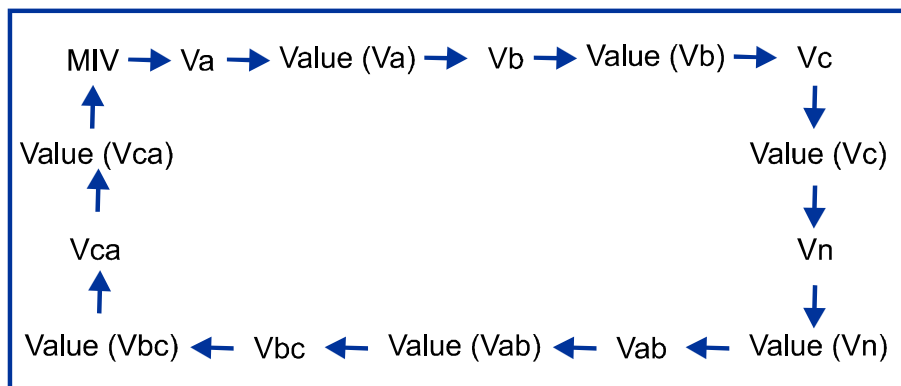 MIV Va Value (Va) Vb Value (Vb) Vc
Value (Vca) Value (Vc)
Vca Vn
Value (Vbc) Vbc Value (Vab) Vab Value (Vn)